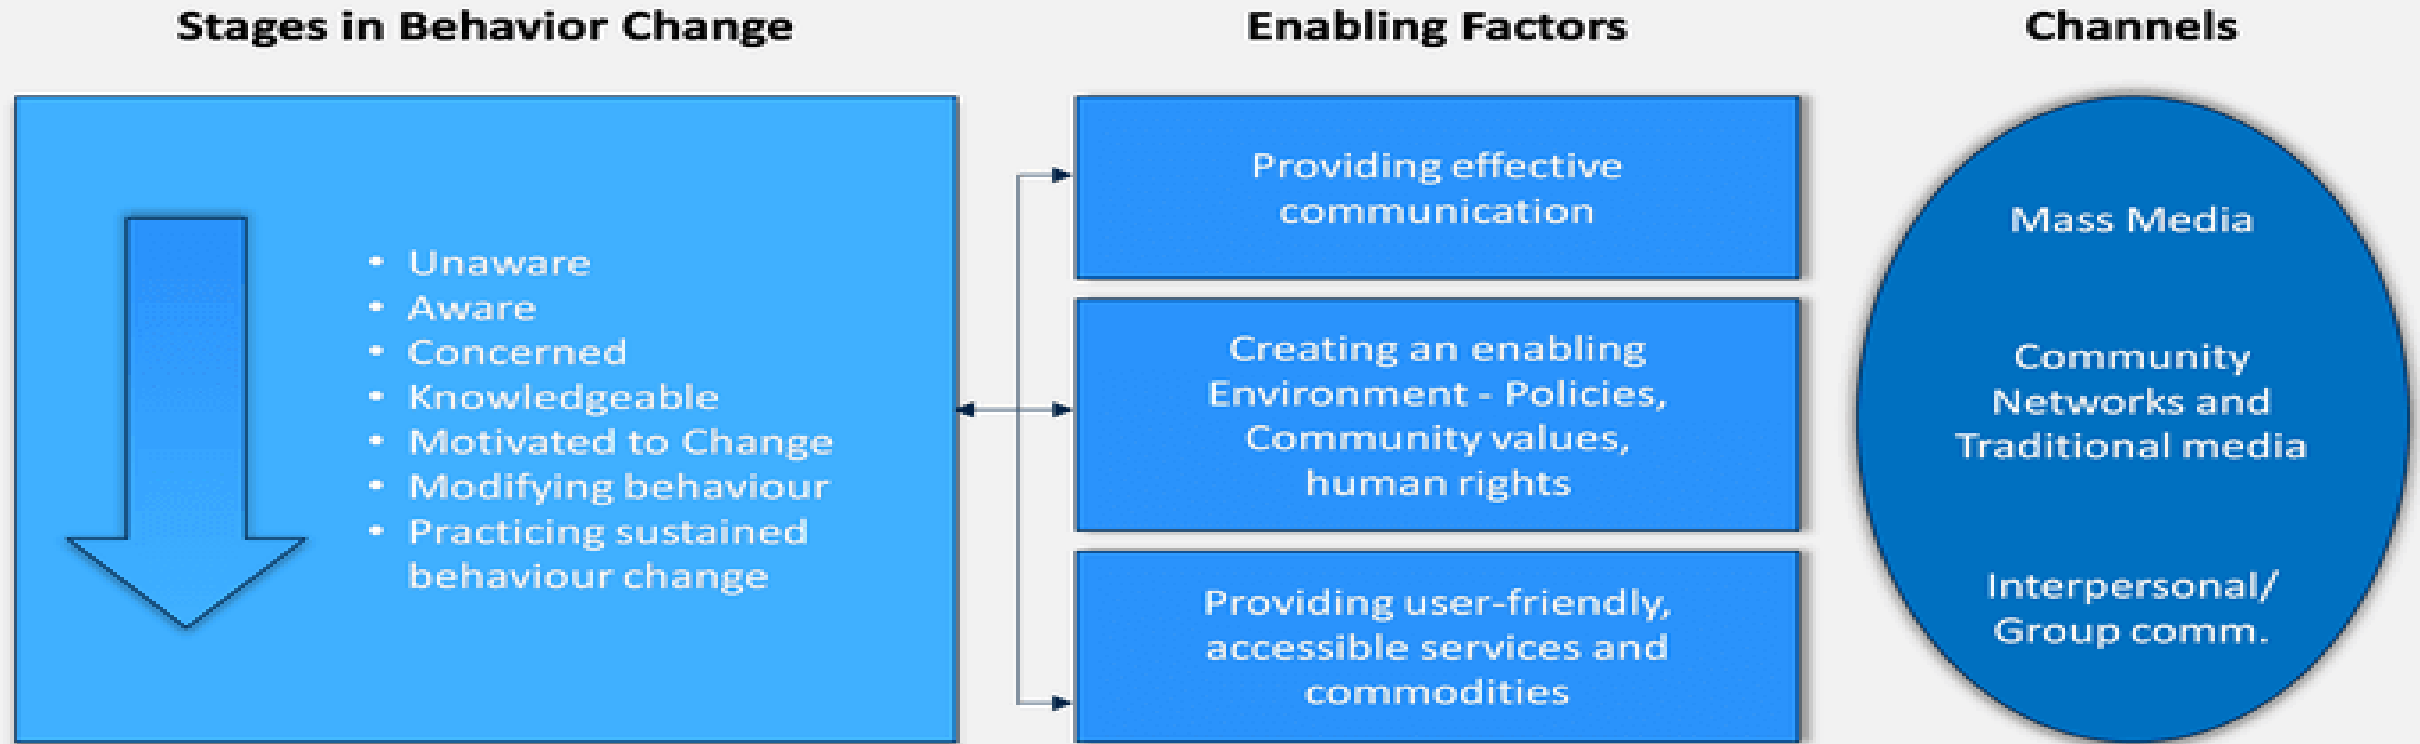 Stages in Behavior Change
Enabling Factors
Channels
• Unaware
• Aware
• Concerned
• Knowledgeable
• Motivated to Change
• Modifying behaviour
• Practicing sustained
behaviour change
Providing effective
communication
Creating an enabling
Environment - Policies,
Community values,
human rights
Providing user-friendly,
accessible services and
commodities
Mass Media
Community
Networks and
Traditional media
Interpersonal/
Group comm.